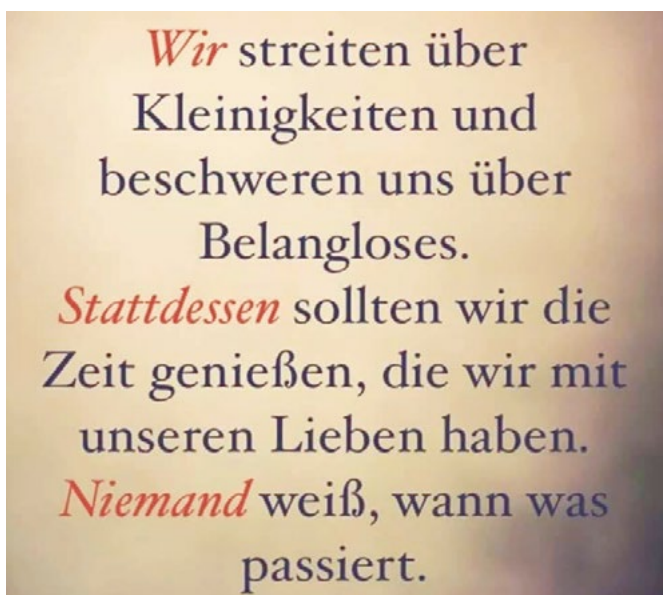 Wir streiten über
Kleinigkeiten und
beschweren uns über
Belangloses.
Stattdessen sollten wir die
Zeit genießen, die wir mit
unseren Lieben haben.
Niemand weiß, wann was
passiert.